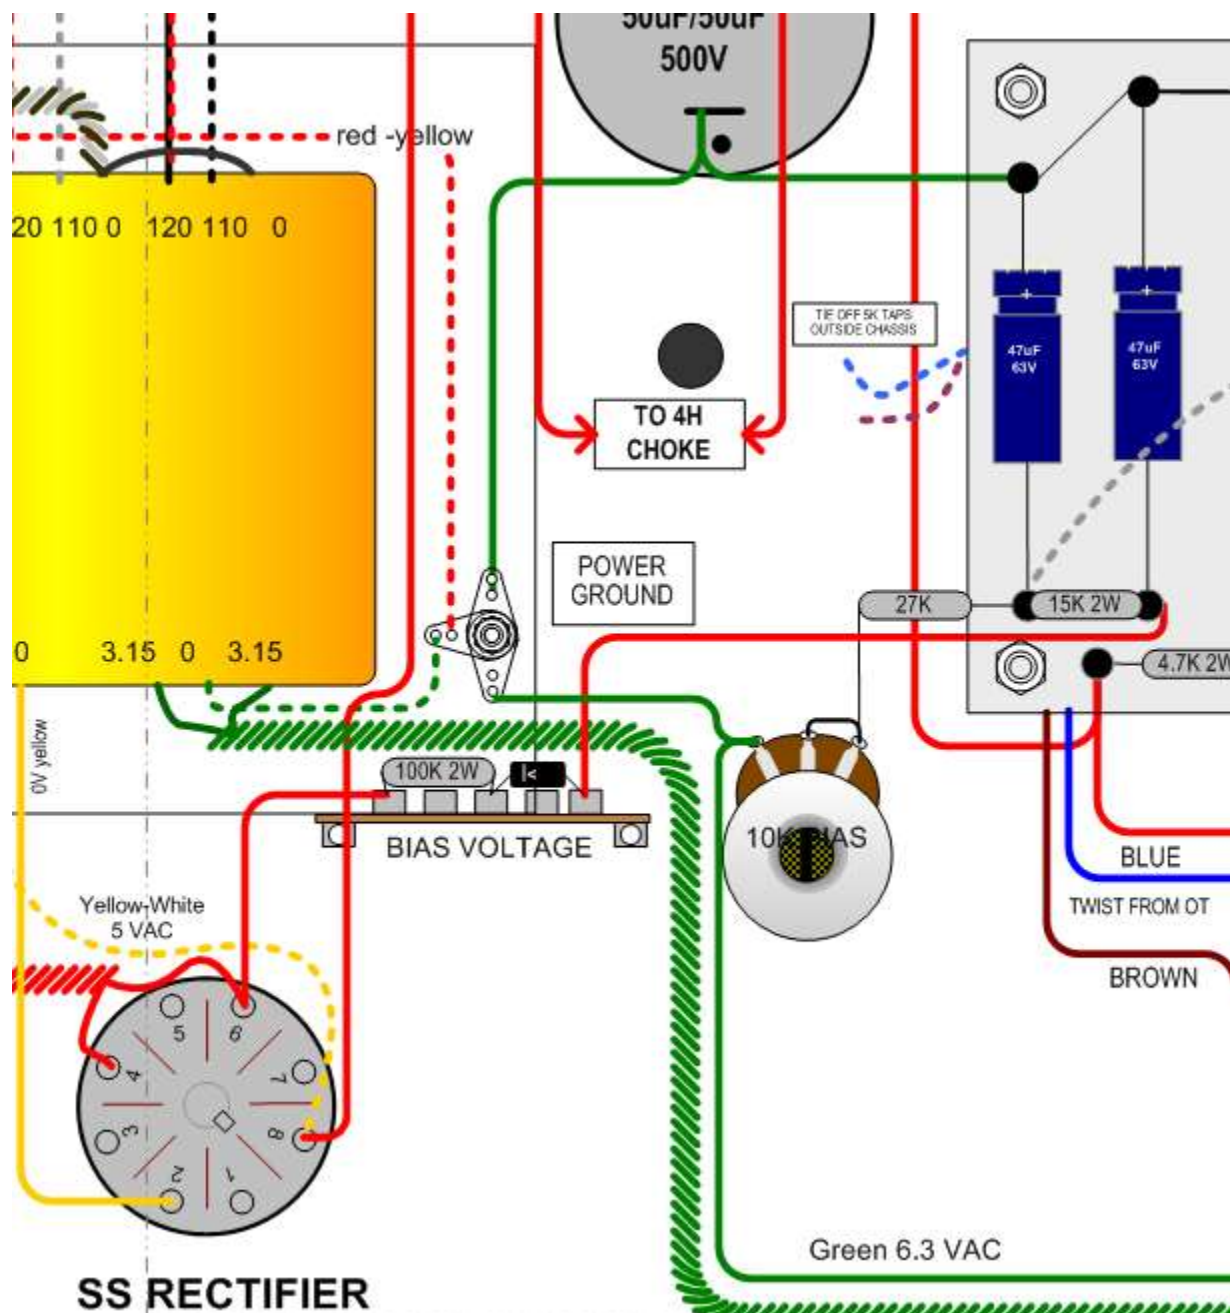 50uF/50uF
500V
red -yellow
20 110 0 120 110 0
TIE OFF 5K TAPS
OUTSIDE CHASSIS
+
47uF
63V
+
47uF
63V
TO 4H
CHOKE
POWER
GROUND
27K
15K 2W
0 3.15 0 3.15
4.7K 2W
0V yellow
100K 2W
BIAS VOLTAGE
10K BIAS
BLUE
TWIST FROM OT
BROWN
Yellow-White
5 VAC
5
6
4
7
3
8
2
1
Green 6.3 VAC
SS RECTIFIER